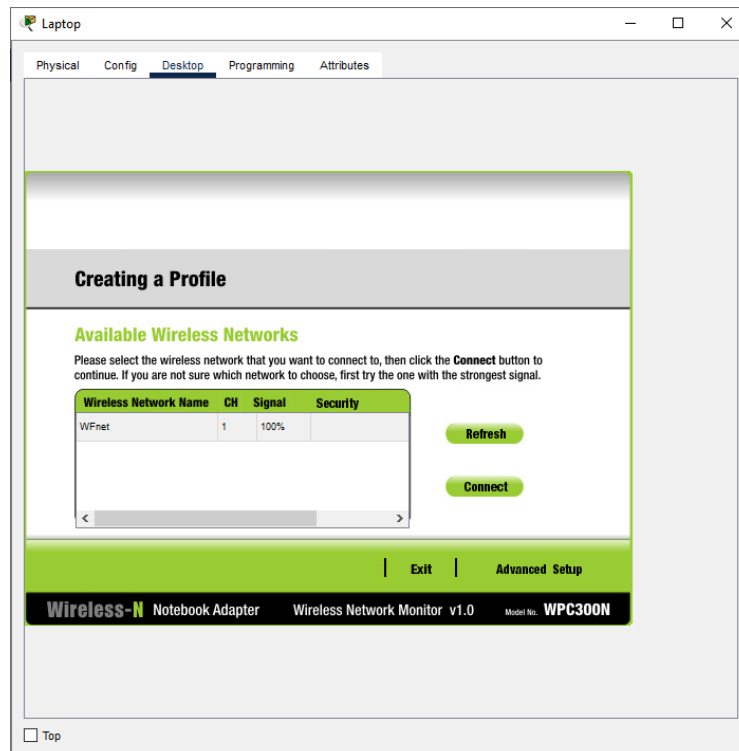 Laptop
Physical Config Desktop Programming Attributes
Creating a Profile
Available Wireless Networks
Please select the wireless network that you want to connect to, then click the Connect button to
continue. If you are not sure which network to choose, first try the one with the strongest signal.
Wireless Network Name CH Signal Security
WFnet 1 100%
Refresh
Connect
Exit Advanced Setup
Wireless-N Notebook Adapter Wireless Network Monitor v1.0 Model No. WPC300N
Top